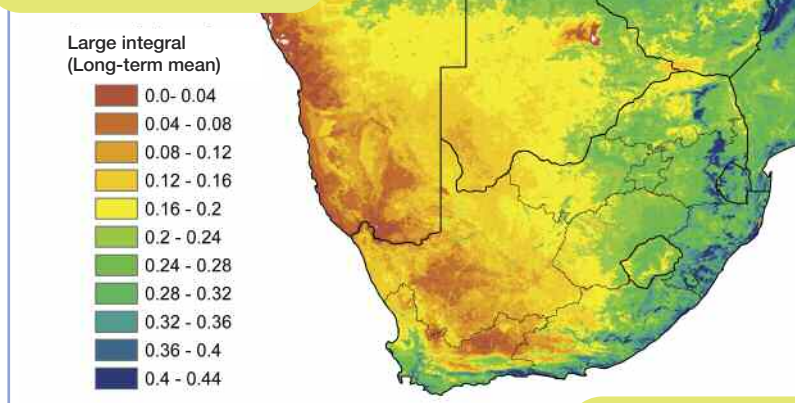 Large integral
(Long-term mean)
0.0- 0.04
0.04 - 0.08
0.08 - 0.12
0.12 - 0.16
0.16 - 0.2
0.2 - 0.24
0.24 - 0.28
0.28 - 0.32
0.32 - 0.36
0.36 - 0.4
0.4 - 0.44